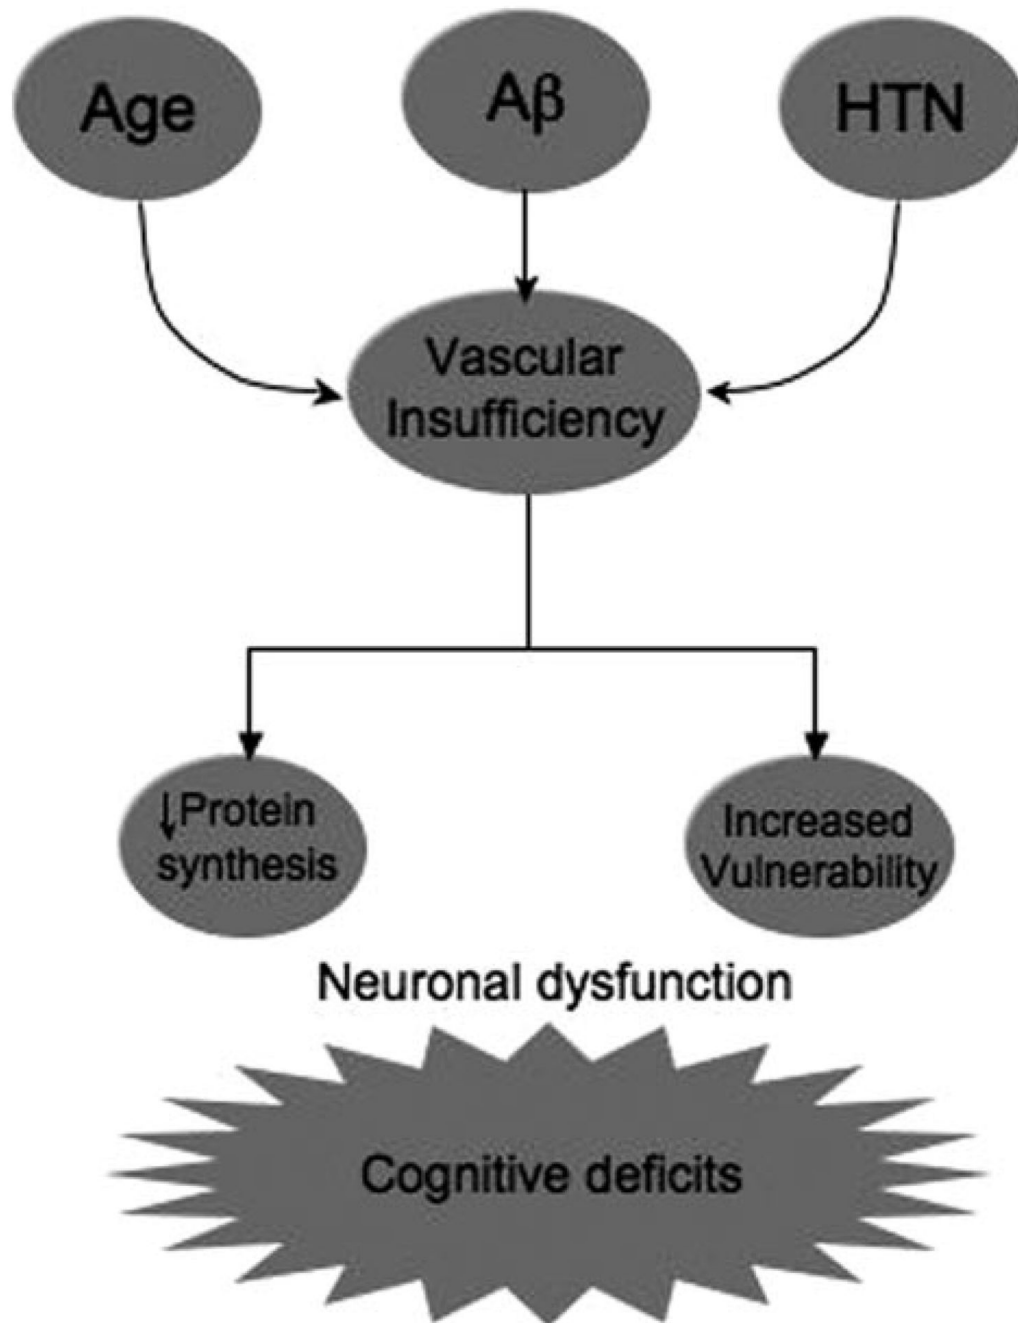 Age
Aβ
HTN
Vascular
Insufficiency
↓Protein
synthesis
Increased
Vulnerability
Neuronal dysfunction
Cognitive deficits